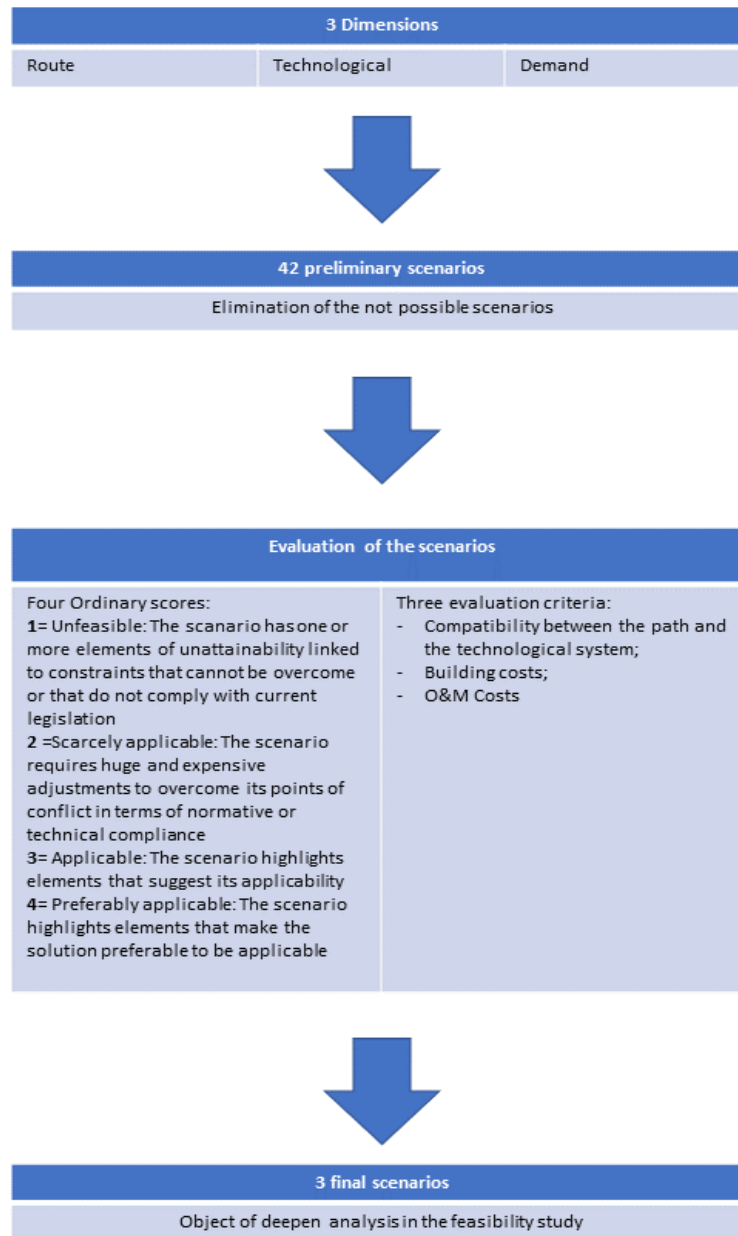 3 Dimensions
Route
Technological
Demand
42 preliminary scenarios
Elimination of the not possible scenarios
Evaluation of the scenarios
Four Ordinary scores:
1= Unfeasible: The scanario has one or
more elements of unattainability linked
to constraints that cannot be overcome
or that do not comply with current
legislation
2 =Scarcely applicable: The scenario
requires huge and expensive
adjustments to overcome its points of
conflict in terms of normative or
technical compliance
3= Applicable: The scenario highlights
elements that suggest its applicability
4= Preferably applicable: The scenario
highlights elements that make the
solution preferable to be applicable
Three evaluation criteria:
- Compatibility between the path and
the technological system;
- Building costs;
- O&M Costs
3 final scenarios
Object of deepen analysis in the feasibility study